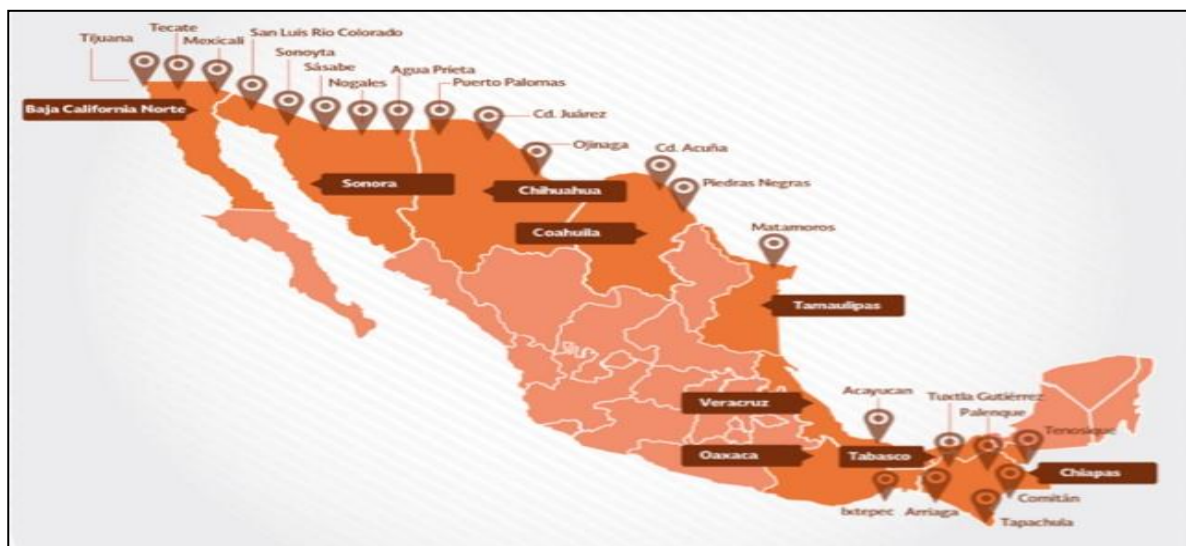 Tijuana
Tecate
Mexicali
San Luis Rio Colorado
Sonoyta
Sásabe
Nogales
Agua Prieta
Puerto Palomas
Cd. Juárez
Ojinaga
Cd. Acuña
Piedras Negras
Matamoros
Baja California Norte
Sonora
Chihuahua
Coahuila
Tamaulipas
Veracruz
Acayucan
Tuxtla Gutiérrez
Palenque
Tenosique
Oaxaca
Tabasco
Chiapas
Ixtepec
Arriaga
Comitán
Tapachula